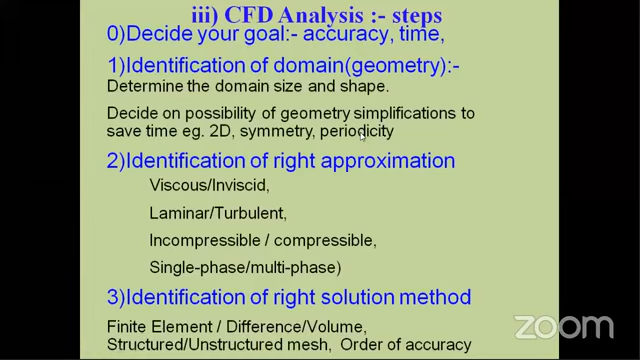 iii) CFD Analysis :- steps
0)Decide your goal:- accuracy, time,
1)Identification of domain(geometry):-
Determine the domain size and shape.
Decide on possibility of geometry simplifications to
save time eg. 2D, symmetry, periodicity
2)Identification of right approximation
Viscous/Inviscid,
Laminar/Turbulent,
Incompressible / compressible,
Single-phase/multi-phase)
3)Identification of right solution method
Finite Element / Difference/Volume,
Structured/Unstructured mesh, Order of accuracy
zoom